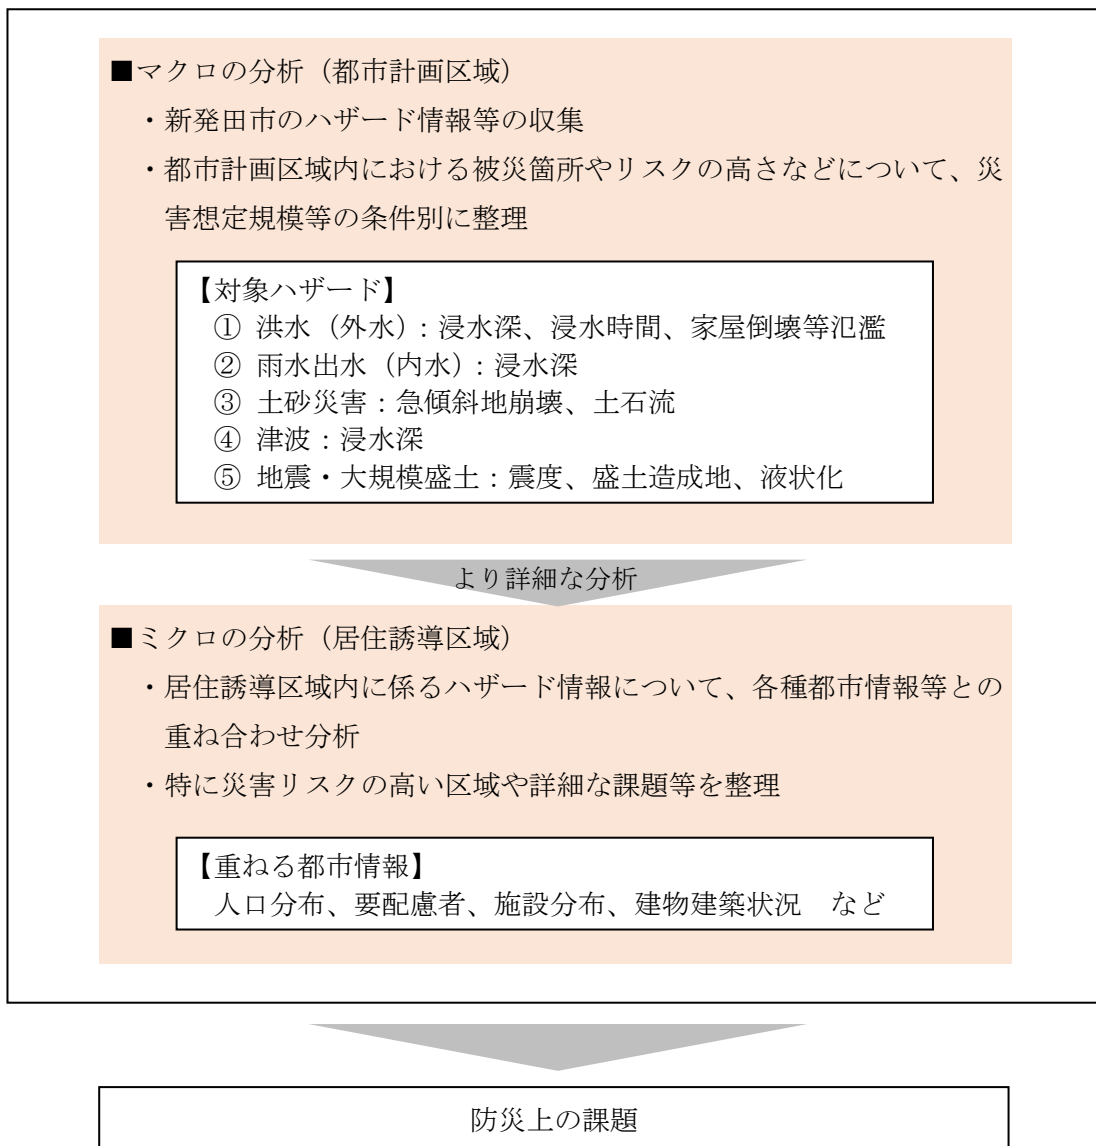 ■マクロの分析（都市計画区域）
・新発田市のハザード情報等の収集
・都市計画区域内における被災箇所やリスクの高さなどについて、災
害想定規模等の条件別に整理
【対象ハザード】
① 洪水（外水）：浸水深、浸水時間、家屋倒壊等氾濫
② 雨水出水（内水）：浸水深
③ 土砂災害：急傾斜地崩壊、土石流
④ 津波：浸水深
⑤ 地震・大規模盛土：震度、盛土造成地、液状化
より詳細な分析
■ミクロの分析（居住誘導区域）
・居住誘導区域内に係るハザード情報について、各種都市情報等との
重ね合わせ分析
・特に災害リスクの高い区域や詳細な課題等を整理
【重ねる都市情報】
人口分布、要配慮者、施設分布、建物建築状況　など
防災上の課題